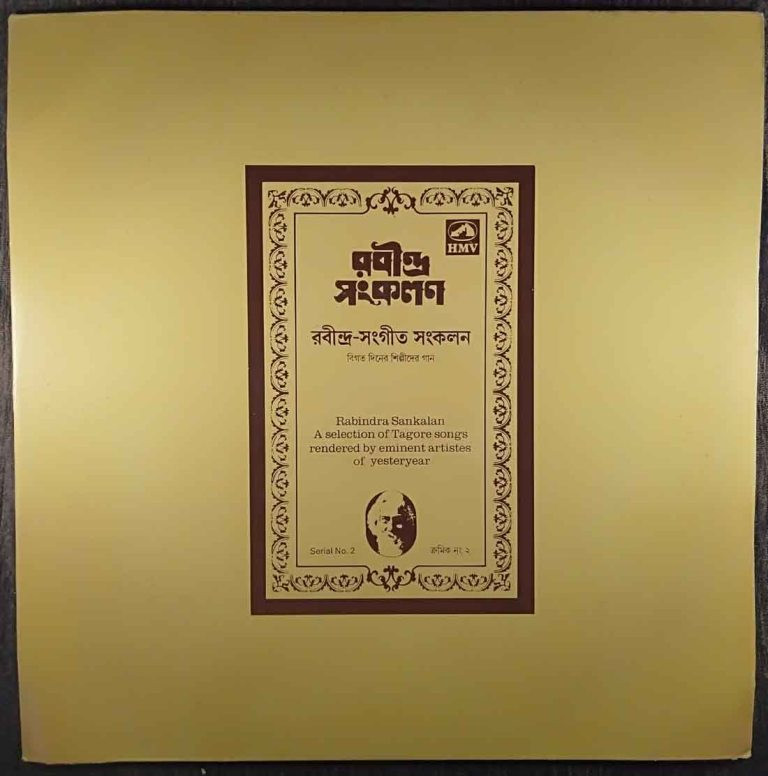 HMV
রবীন্দ্র
সংকলণ
রবীন্দ্র-সংগীত সংকলন
বিগত দিনের শিল্পীদের গান
Rabindra Sankalan
A selection of Tagore songs
rendered by eminent artistes
of yesteryear
Serial No. 2 ক্রমিক নং ২